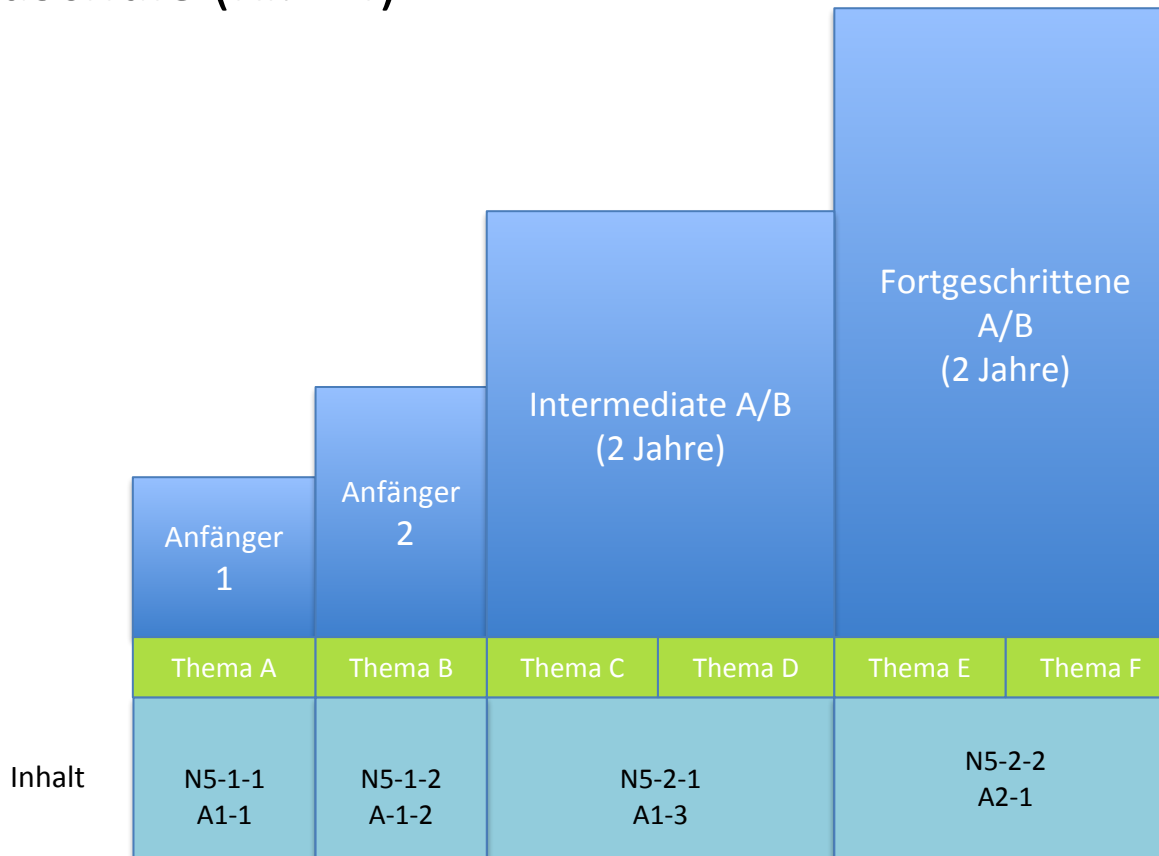 Fortgeschrittene
A/B
(2 Jahre)
Intermediate A/B
(2 Jahre)
Anfänger
2
Anfänger
1
Thema A
Thema B
Thema C
Thema D
Thema E
Thema F
Inhalt
N5-1-1
A1-1
N5-1-2
A-1-2
N5-2-1
A1-3
N5-2-2
A2-1